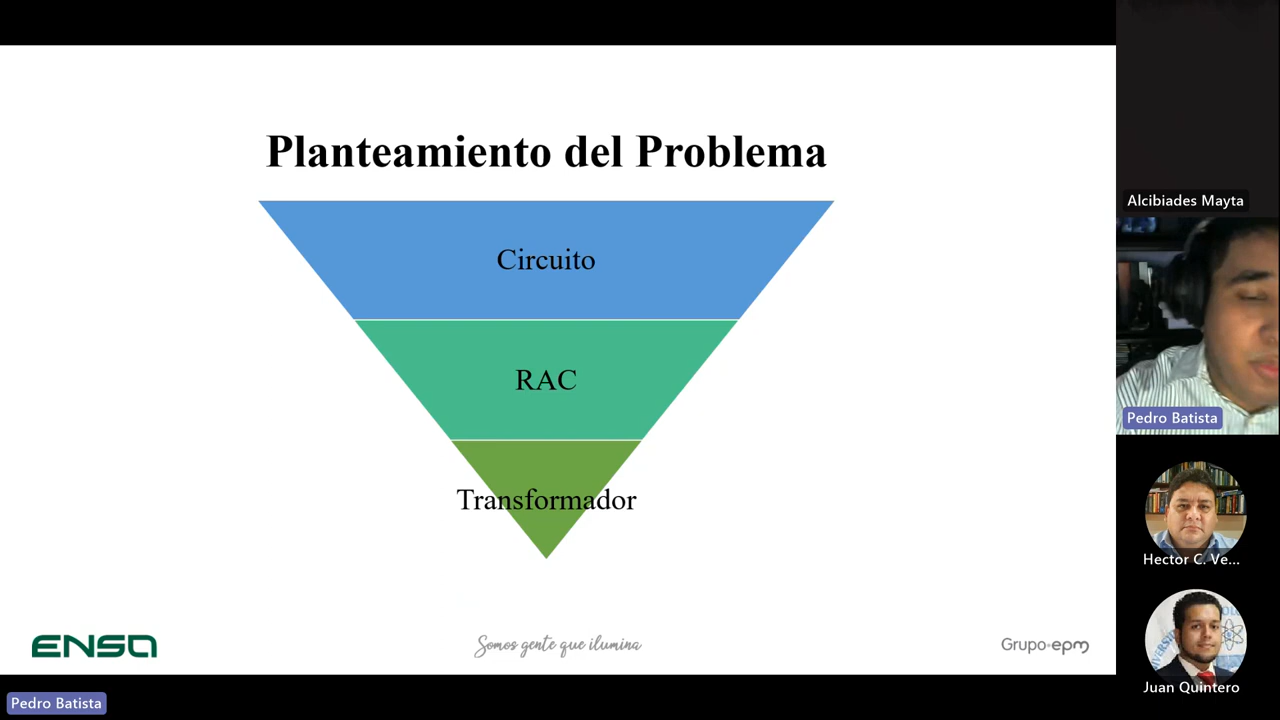 Planteamiento del Problema
Circuito
RAC
Transformador
ENSA
Somos gente que ilumina
Grupo epm
Pedro Batista
Alcibiades Mayta
Pedro Batista
Hector C. Ve...
Juan Quintero